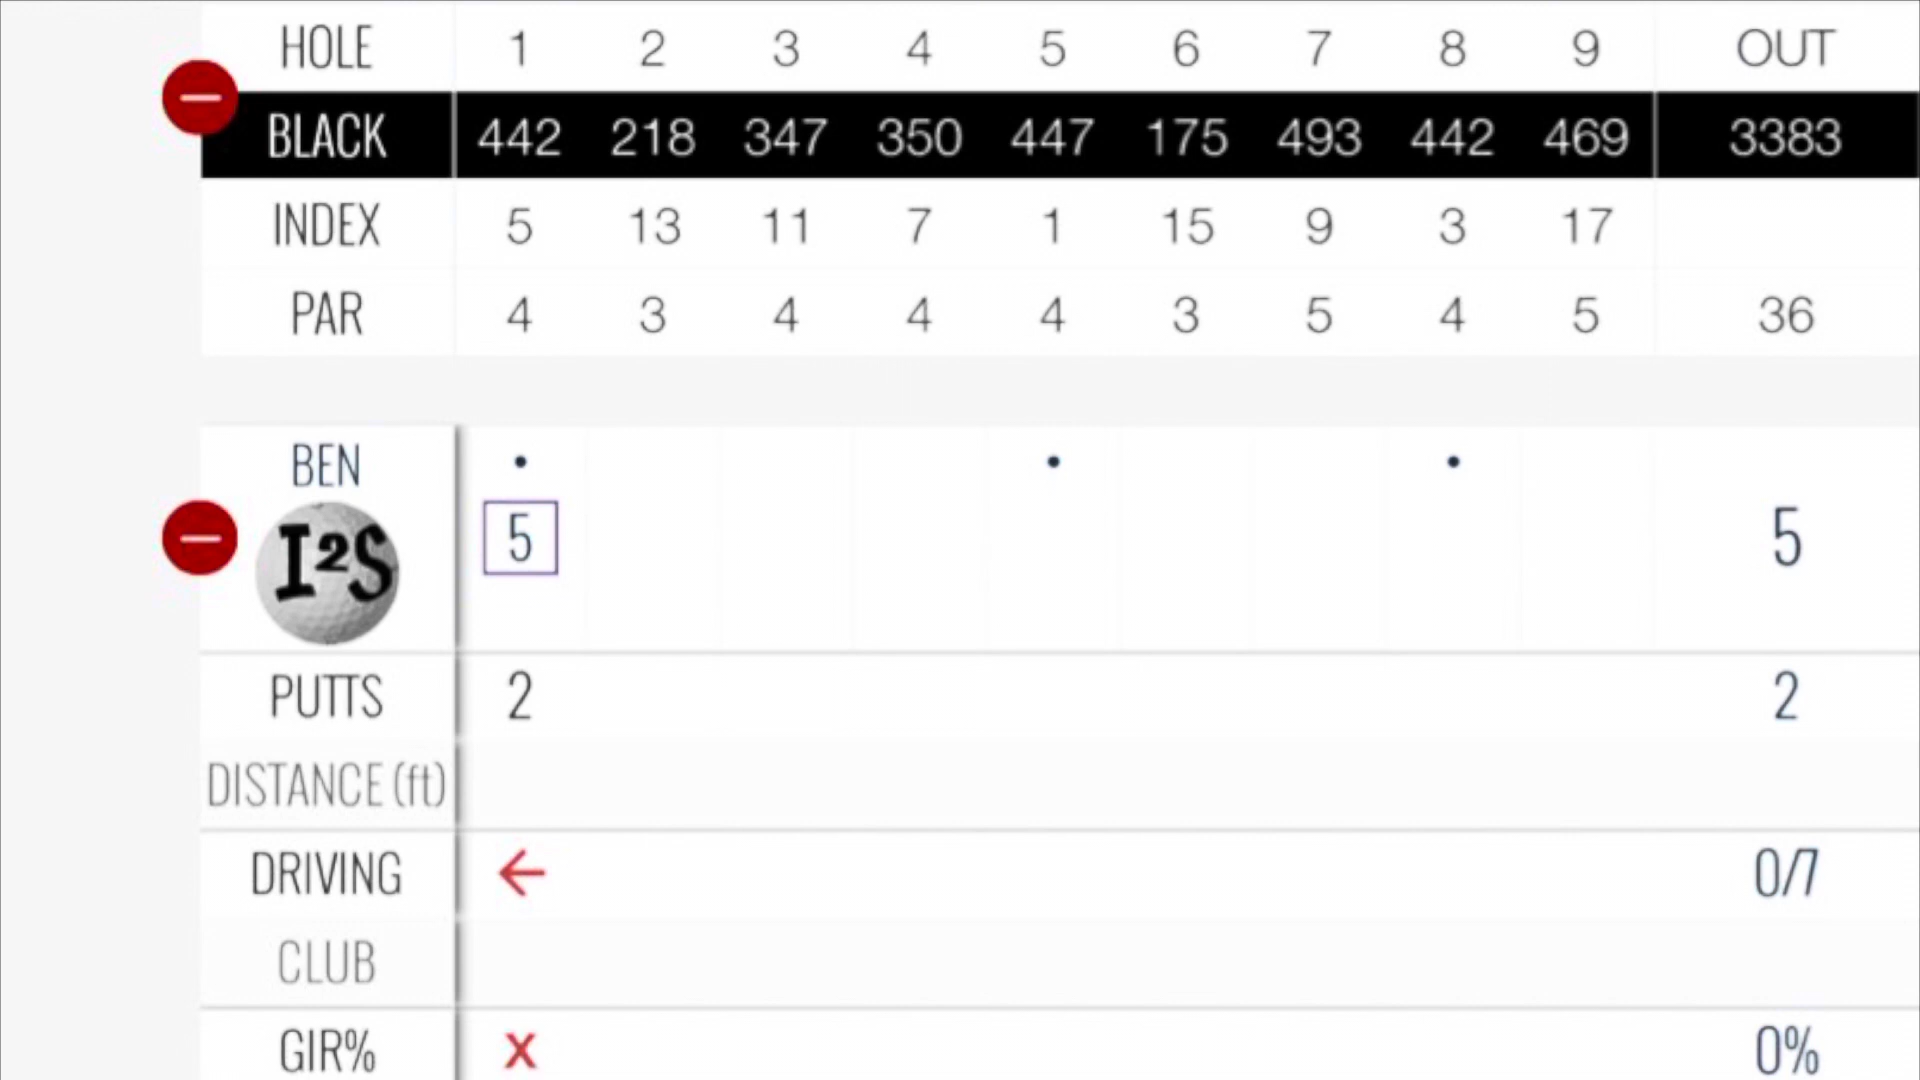 HOLE 1 2 3 4 5 6 7 8 9 OUT
BLACK 442 218 347 350 447 175 493 442 469 3383
INDEX 5 13 11 7 1 15 9 3 17
PAR 4 3 4 4 4 3 5 4 5 36
BEN
I²S
5 5
PUTTS 2 2
DISTANCE (ft)
DRIVING ← 0/7
CLUB
GIR% X 0%